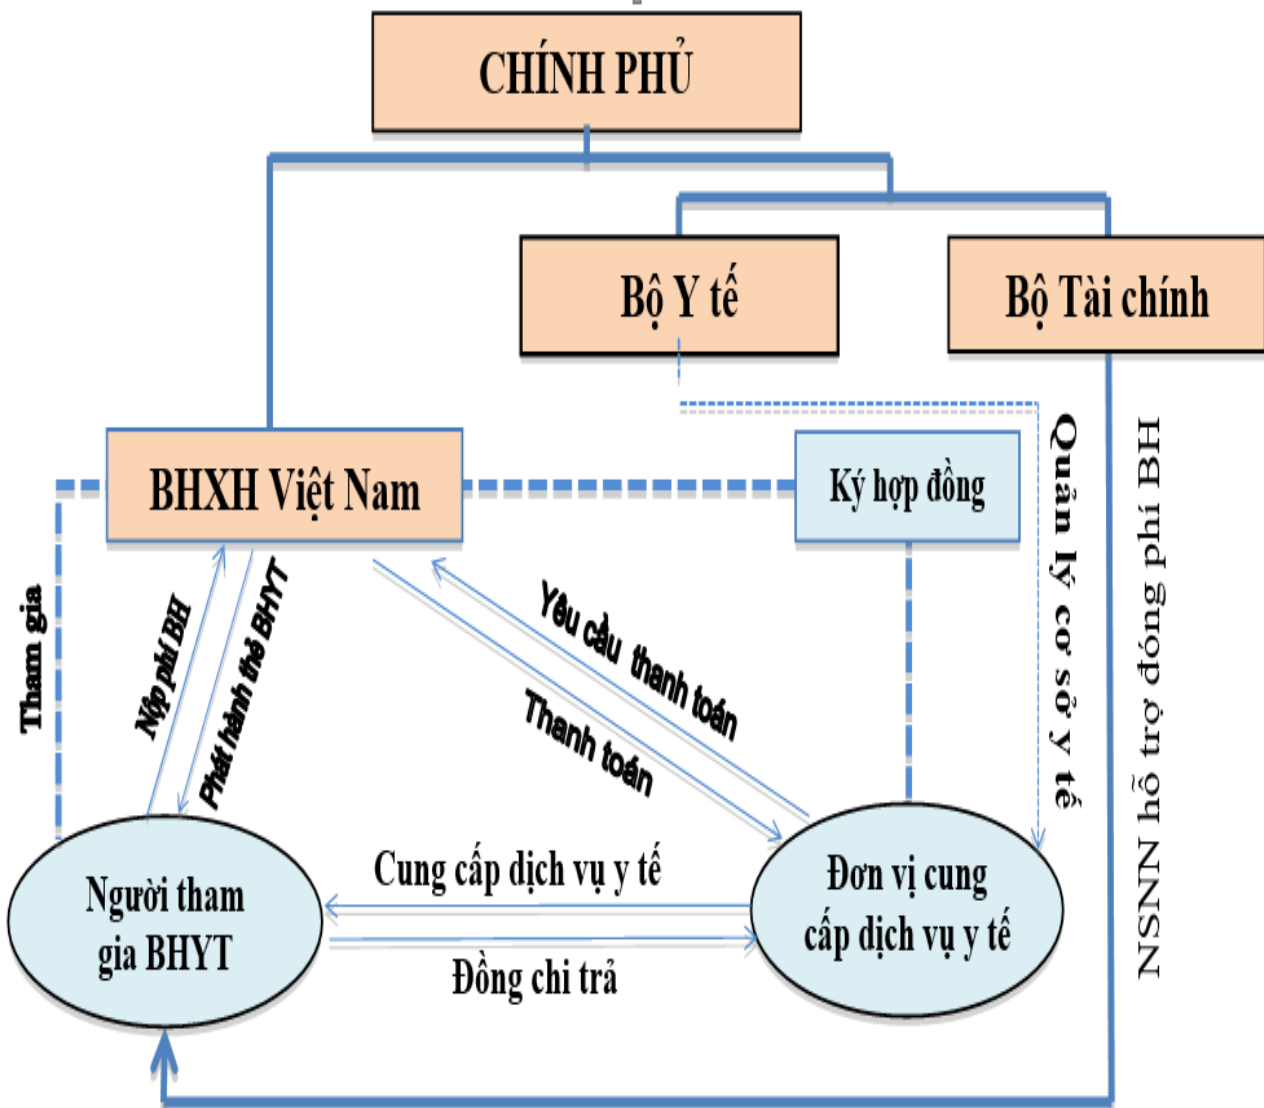 CHÍNH PHỦ
Bộ Y tế
Bộ Tài chính
BHXH Việt Nam
Ký hợp đồng
Quản lý cơ sở y tế
NSNN hỗ trợ đóng phí BH
Tham gia
Nộp phí BH
Phát hành thẻ BHYT
Yêu cầu thanh toán
Thanh toán
Người tham
gia BHYT
Cung cấp dịch vụ y tế
Đồng chi trả
Đơn vị cung
cấp dịch vụ y tế